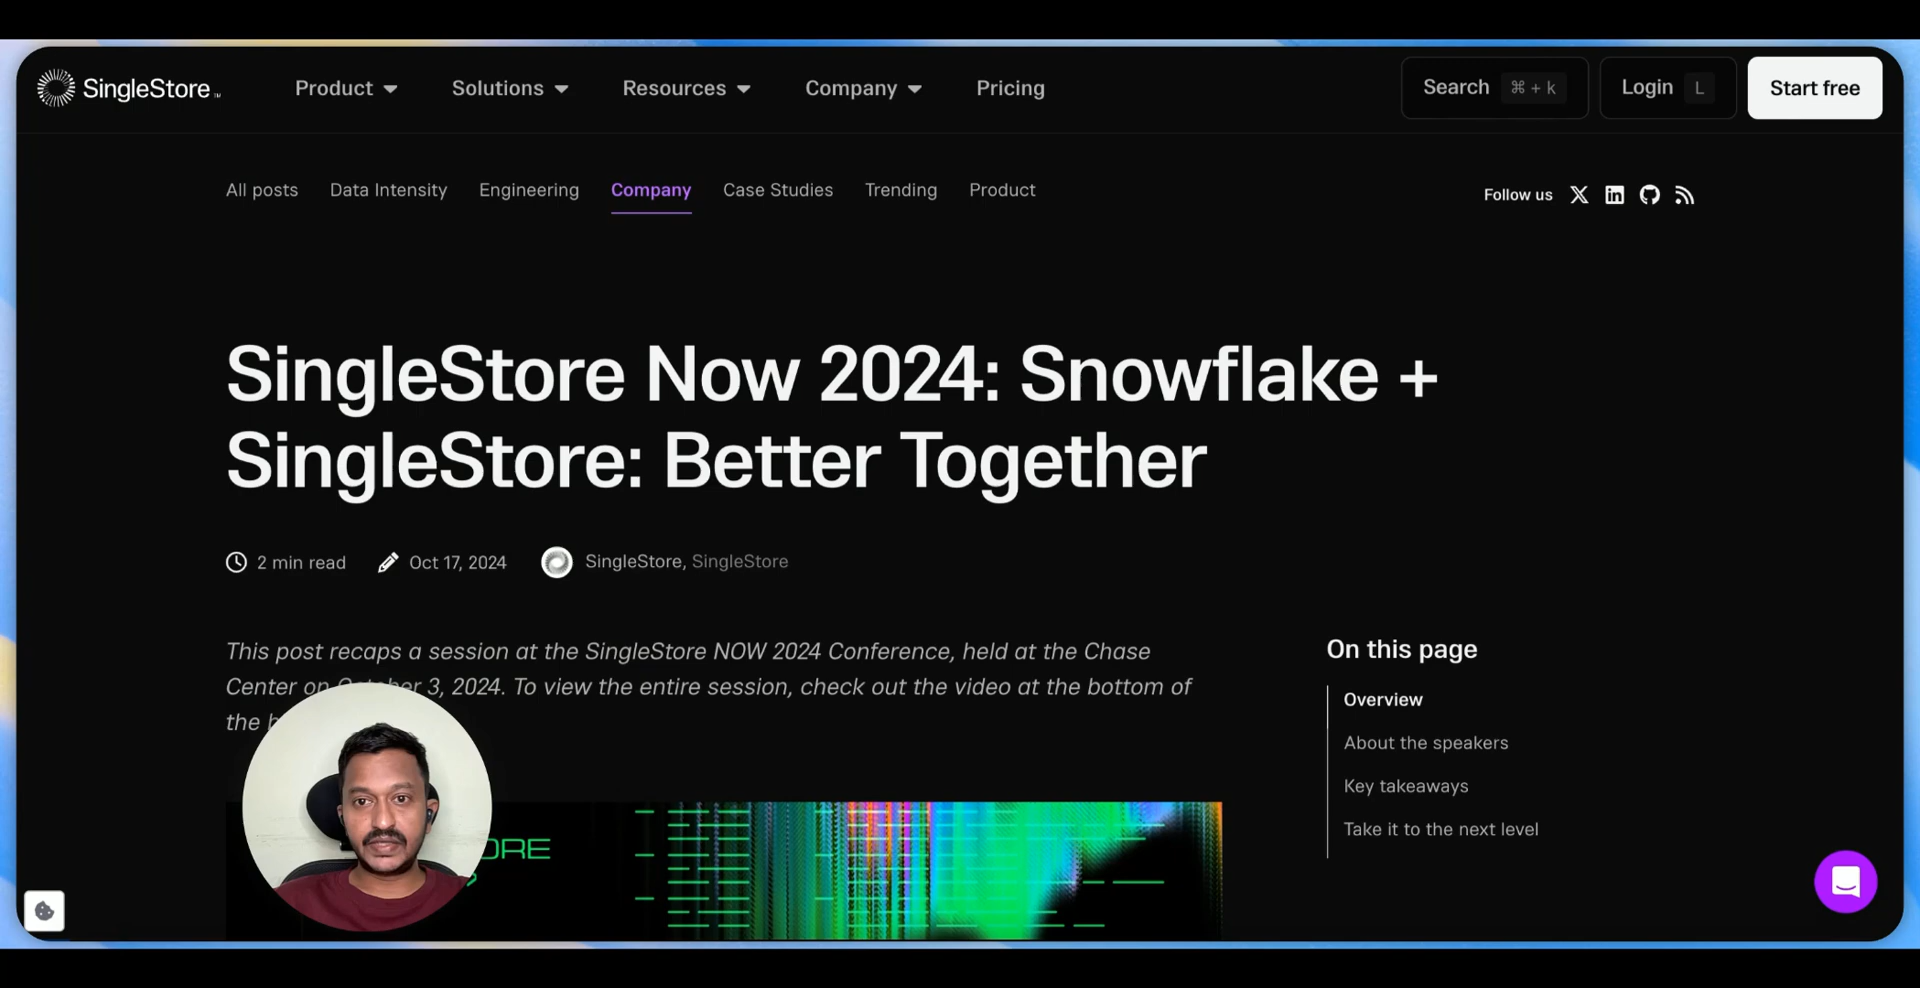 SingleStore™
Product
Solutions
Resources
Company
Pricing
Search ⌘ + k
Login L
Start free
All posts
Data Intensity
Engineering
Company
Case Studies
Trending
Product
Follow us
SingleStore Now 2024: Snowflake +
SingleStore: Better Together
2 min read
Oct 17, 2024
SingleStore, SingleStore
This post recaps a session at the SingleStore NOW 2024 Conference, held at the Chase
Center on 3, 2024. To view the entire session, check out the video at the bottom of
the
ORE
On this page
Overview
About the speakers
Key takeaways
Take it to the next level